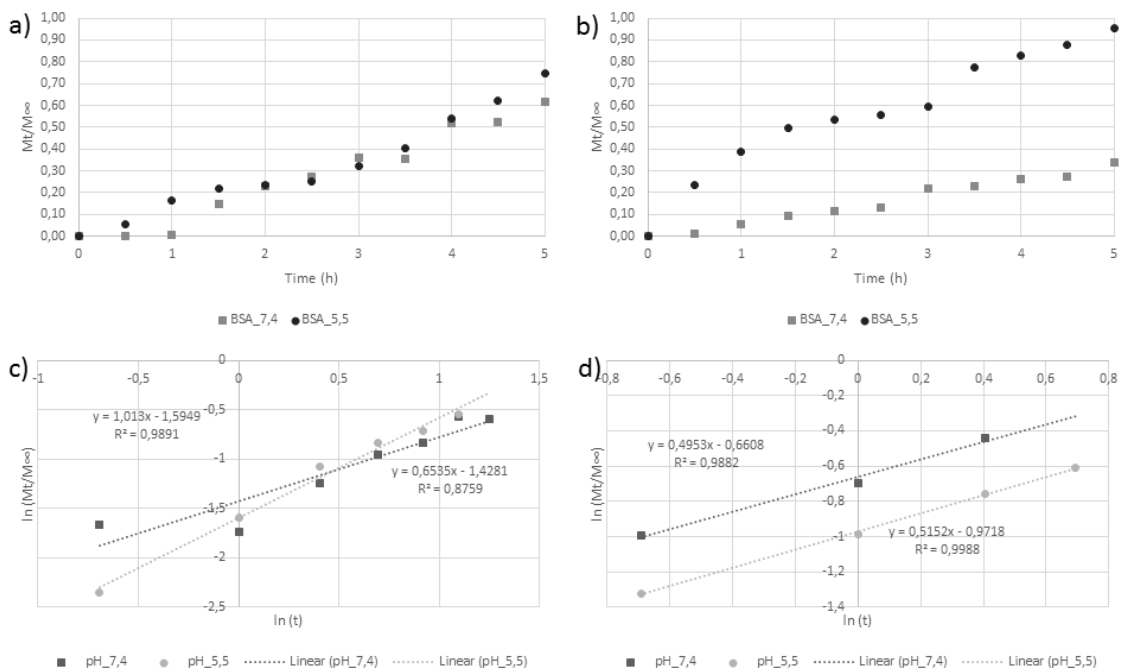 a)
Mt/M∞
1,00
0,90
0,80
0,70
0,60
0,50
0,40
0,30
0,20
0,10
0,00
0 1 2 3 4 5
Time (h)
BSA_7,4 BSA_5,5
b)
Mt/M∞
1,00
0,90
0,80
0,70
0,60
0,50
0,40
0,30
0,20
0,10
0,00
0 1 2 3 4 5
Time (h)
BSA_7,4 BSA_5,5
c)
ln (Mt/M∞)
-1 -0,5 0 0,5 1 1,5
0
-0,5
-1
-1,5
-2
-2,5
y = 1,013x - 1,5949
R² = 0,9891
y = 0,6535x - 1,4281
R² = 0,8759
ln (t)
pH_7,4 pH_5,5 Linear (pH_7,4) Linear (pH_5,5)
d)
ln (Mt/M∞)
-0,8 -0,6 -0,4 -0,2 0 0,2 0,4 0,6 0,8
0
-0,2
-0,4
-0,6
-0,8
-1
-1,2
-1,4
y = 0,4953x - 0,6608
R² = 0,9882
y = 0,5152x - 0,9718
R² = 0,9988
ln (t)
pH_7,4 pH_5,5 Linear (pH_7,4) Linear (pH_5,5)